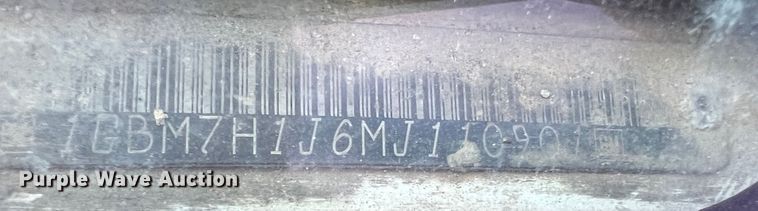 1GBM7H1J6MJ110901
Purple Wave Auction